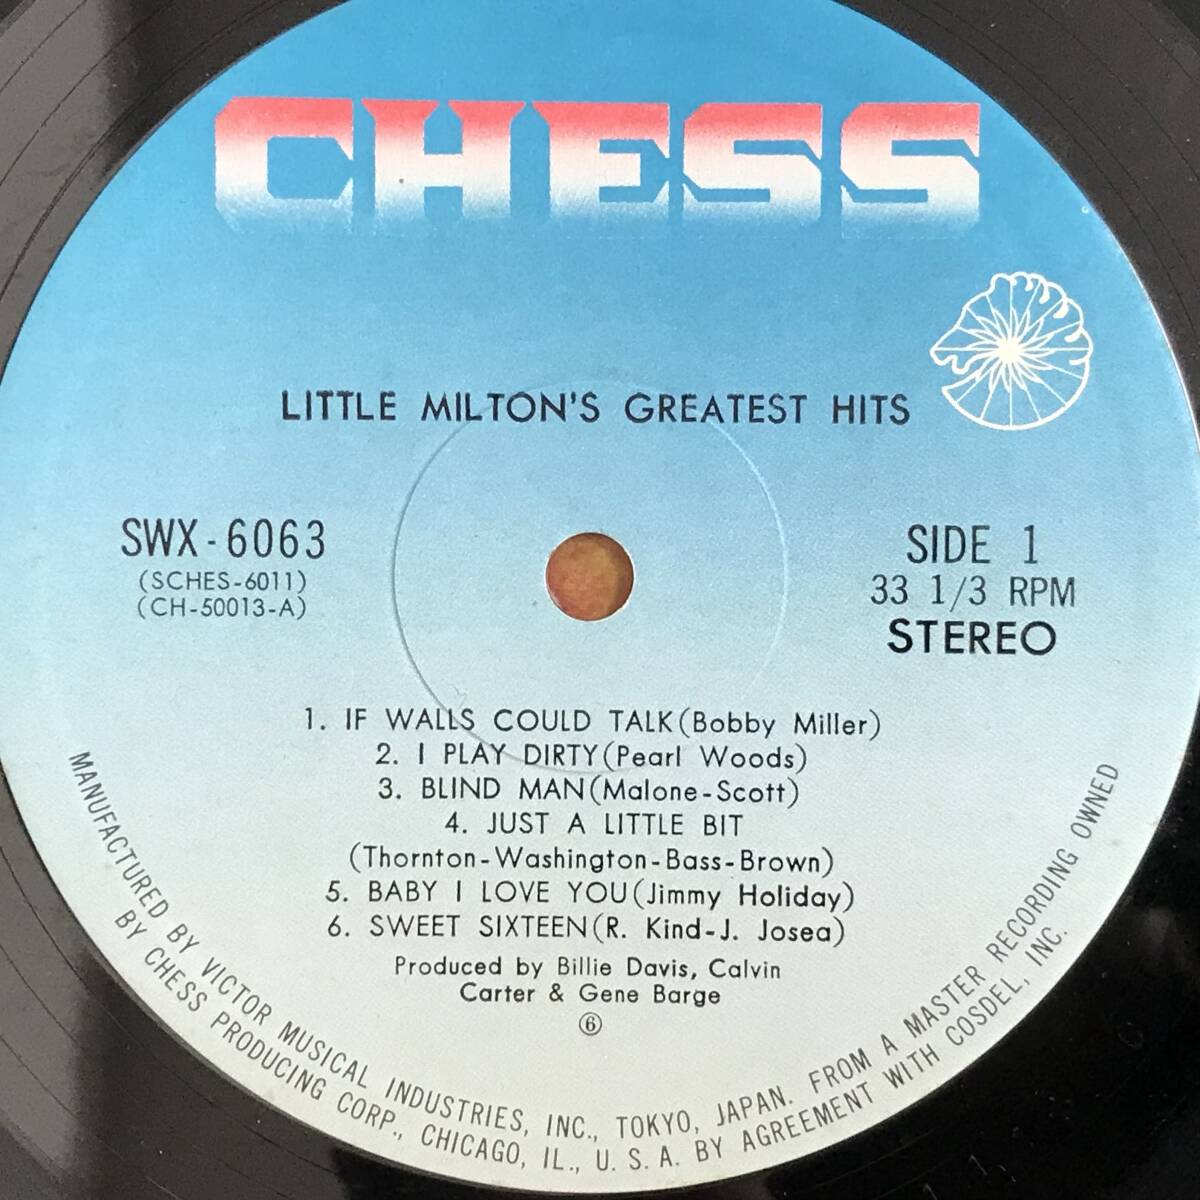 CHESS
LITTLE MILTON'S GREATEST HITS
SWX-6063
(SCHES-6011)
(CH-50013-A)
SIDE 1
33 1/3 RPM
STEREO
1. IF WALLS COULD TALK(Bobby Miller)
2. I PLAY DIRTY(Pearl Woods)
3. BLIND MAN(Malone-Scott)
4. JUST A LITTLE BIT
(Thornton-Washington-Bass-Brown)
5. BABY I LOVE YOU(Jimmy Holiday)
6. SWEET SIXTEEN(R. Kind-J. Josea)
Produced by Billie Davis, Calvin
Carter & Gene Barge
⑥
MANUFACTURED BY VICTOR MUSICAL INDUSTRIES, INC., TOKYO, JAPAN. FROM A MASTER RECORDING OWNED
BY CHESS PRODUCING CORP., CHICAGO, IL., U. S. A. BY AGREEMENT WITH COSDEL, INC.